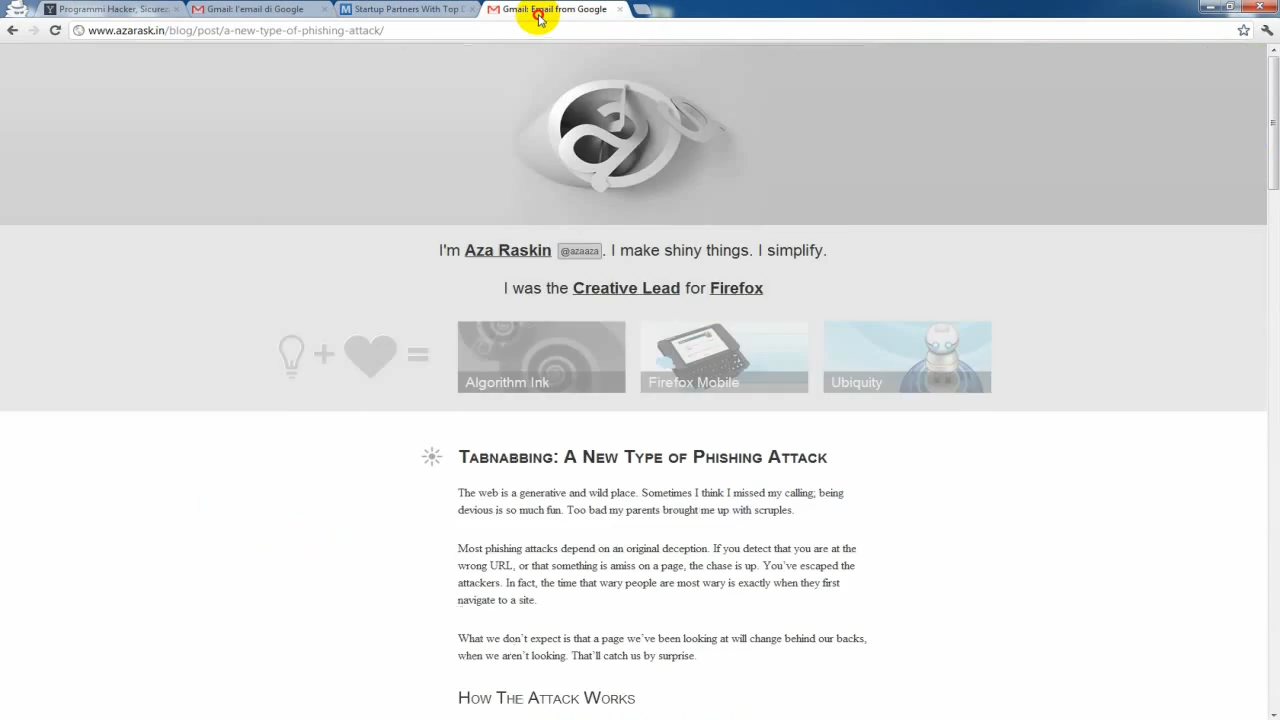 Programmi Hacker, Sicurez
Gmail: l'email di Google
Startup Partners With Top D
Gmail: Email from Google
www.azarask.in/blog/post/a-new-type-of-phishing-attack/
I'm Aza Raskin @azaaza. I make shiny things. I simplify.
I was the Creative Lead for Firefox
Algorithm Ink
Firefox Mobile
Ubiquity
Tabnabbing: A New Type of Phishing Attack
The web is a generative and wild place. Sometimes I think I missed my calling; being
devious is so much fun. Too bad my parents brought me up with scruples.
Most phishing attacks depend on an original deception. If you detect that you are at the
wrong URL, or that something is amiss on a page, the chase is up. You've escaped the
attackers. In fact, the time that wary people are most wary is exactly when they first
navigate to a site.
What we don't expect is that a page we've been looking at will change behind our backs,
when we aren't looking. That'll catch us by surprise.
How The Attack Works